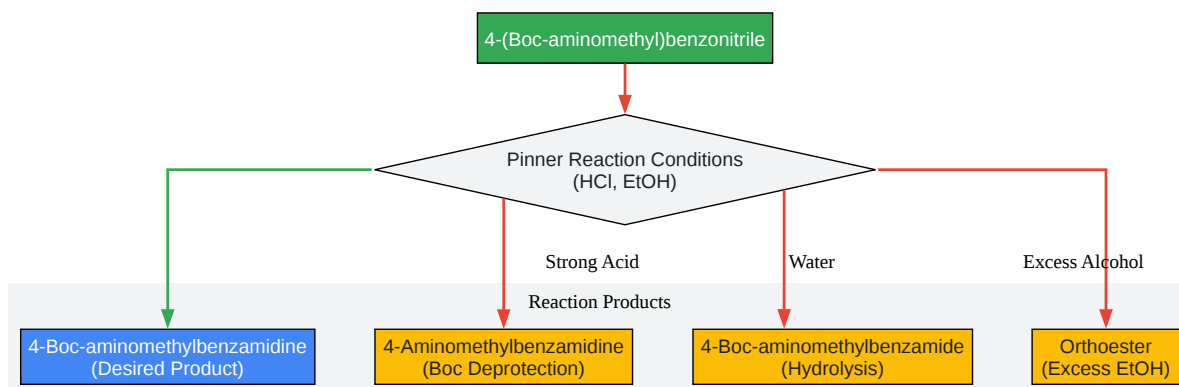 4-(Boc-aminomethyl)benzonitrile
Pinner Reaction Conditions
(HCl, EtOH)
Strong Acid
Water
Excess Alcohol
Reaction Products
4-Boc-aminomethylbenzamidine
(Desired Product)
4-Aminomethylbenzamidine
(Boc Deprotection)
4-Boc-aminomethylbenzamide
(Hydrolysis)
Orthoester
(Excess EtOH)